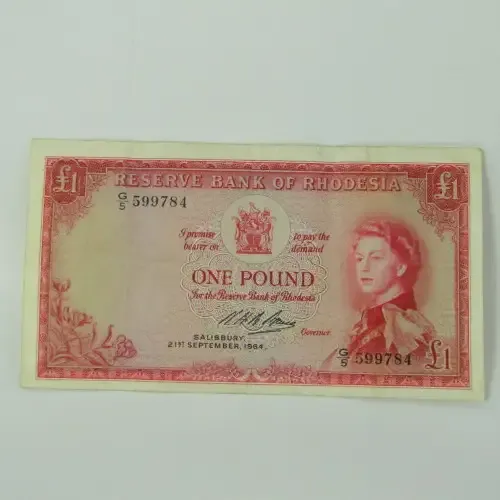 £1 RESERVE BANK OF RHODESIA £1
G/5 599784
I promise to pay the
bearer on demand
ONE POUND
for the Reserve Bank of Rhodesia
Governor
SALISBURY
21ST SEPTEMBER, 1964.
G/5 599784
£1